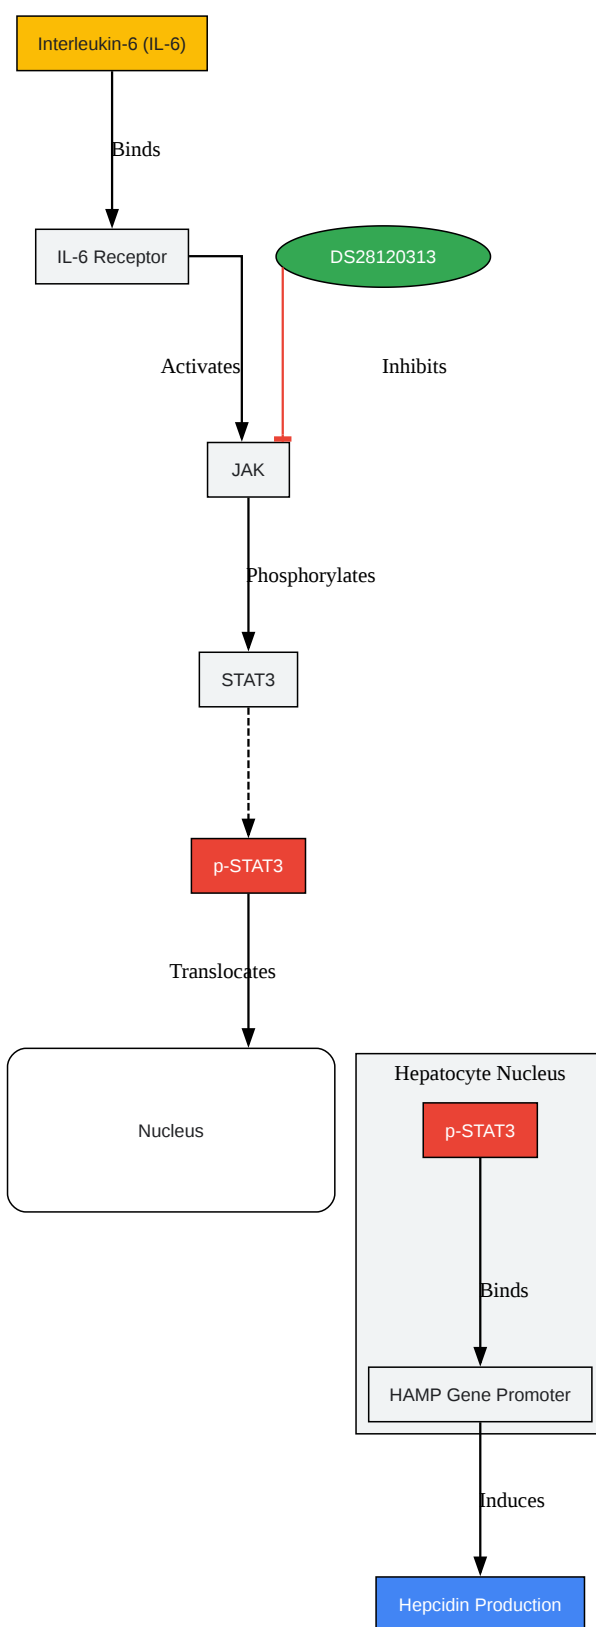 Interleukin-6 (IL-6)
Binds
IL-6 Receptor
DS28120313
Activates
Inhibits
JAK
Phosphorylates
STAT3
p-STAT3
Translocates
Nucleus
Hepatocyte Nucleus
p-STAT3
Binds
HAMP Gene Promoter
Induces
Hepcidin Production